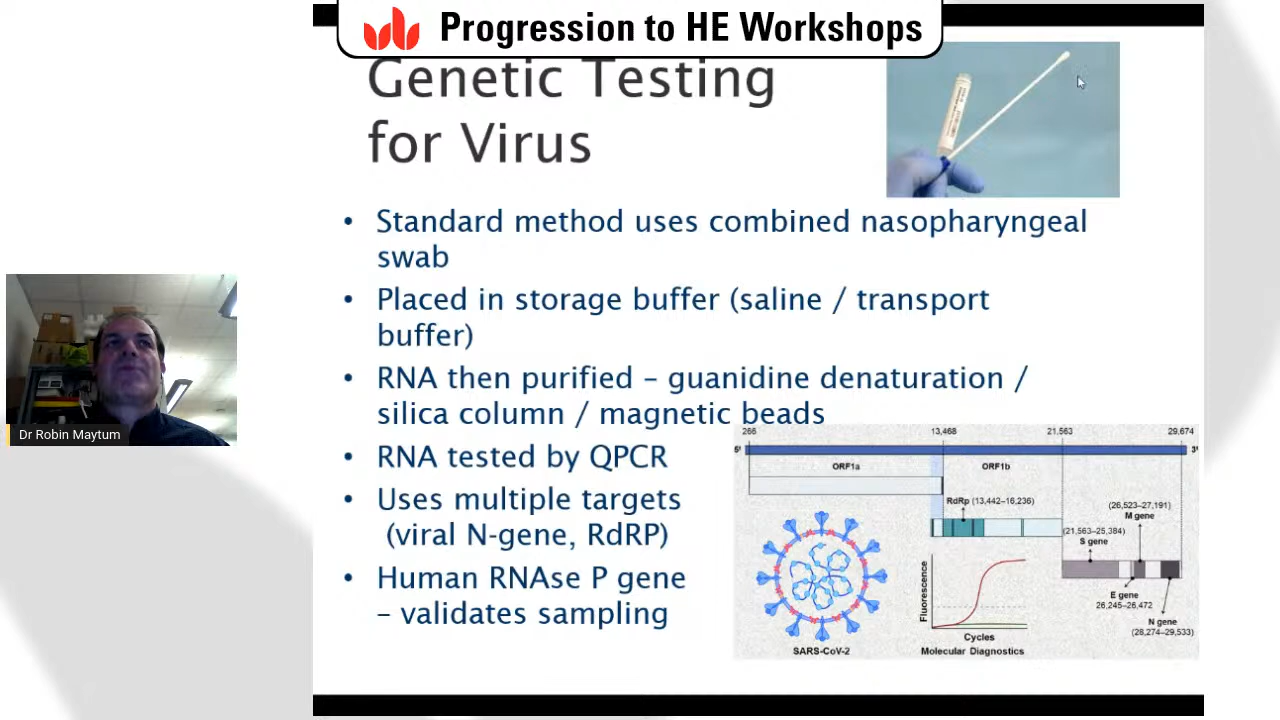 Progression to HE Workshops
Genetic Testing
for Virus
• Standard method uses combined nasopharyngeal
swab
• Placed in storage buffer (saline / transport
buffer)
• RNA then purified – guanidine denaturation /
silica column / magnetic beads
• RNA tested by QPCR
• Uses multiple targets
(viral N-gene, RdRP)
• Human RNAse P gene
– validates sampling
Dr Robin Maytum
266 13,468 21,563 29,674
5' 3'
ORF1a ORF1b
RdRp (13,442–16,236)
(26,523–27,191)
M gene
(21,563–25,384)
S gene
E gene
26,245–26,472
N gene
(28,274–29,533)
Fluorescence
Cycles
SARS-CoV-2
Molecular Diagnostics